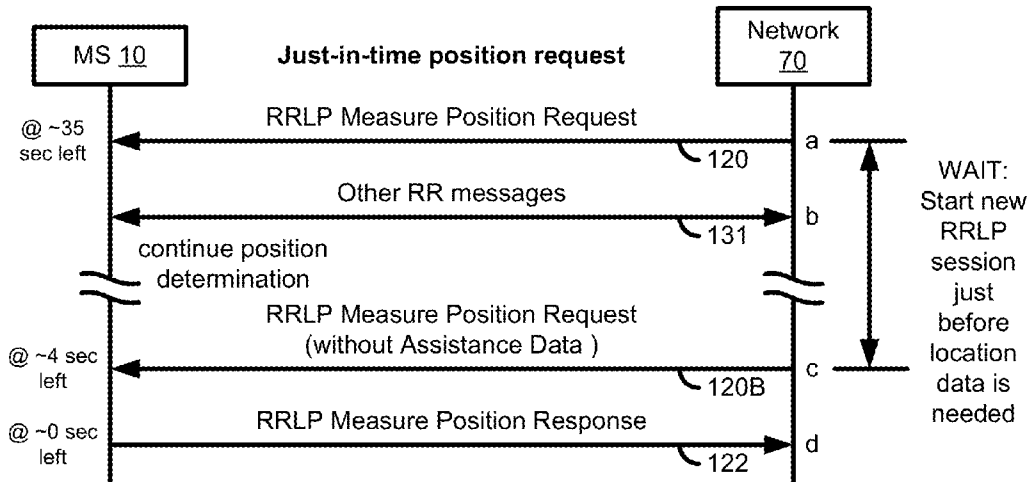 MS 10
Just-in-time position request
Network
70
@ ~35
sec left
RRLP Measure Position Request
120
a
Other RR messages
131
b
continue position
determination
WAIT:
Start new
RRLP
session
just
before
location
data is
needed
RRLP Measure Position Request
(without Assistance Data )
@ ~4 sec
left
120B
c
RRLP Measure Position Response
@ ~0 sec
left
122
d